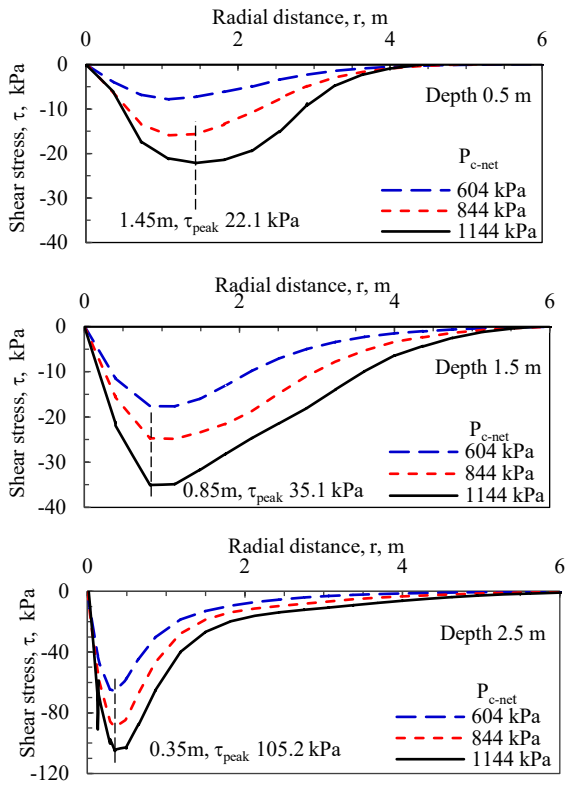 Radial distance, r, m
0 2 4 6
0
-10
-20
-30
-40
Shear stress, τ, kPa
Depth 0.5 m
Pc-net
604 kPa
844 kPa
1144 kPa
1.45m, τpeak 22.1 kPa
Radial distance, r, m
0 2 4 6
0
-10
-20
-30
-40
Shear stress, τ, kPa
Depth 1.5 m
Pc-net
604 kPa
844 kPa
1144 kPa
0.85m, τpeak 35.1 kPa
Radial distance, r, m
0 2 4 6
0
-40
-80
-120
Shear stress, τ, kPa
Depth 2.5 m
Pc-net
604 kPa
844 kPa
1144 kPa
0.35m, τpeak 105.2 kPa